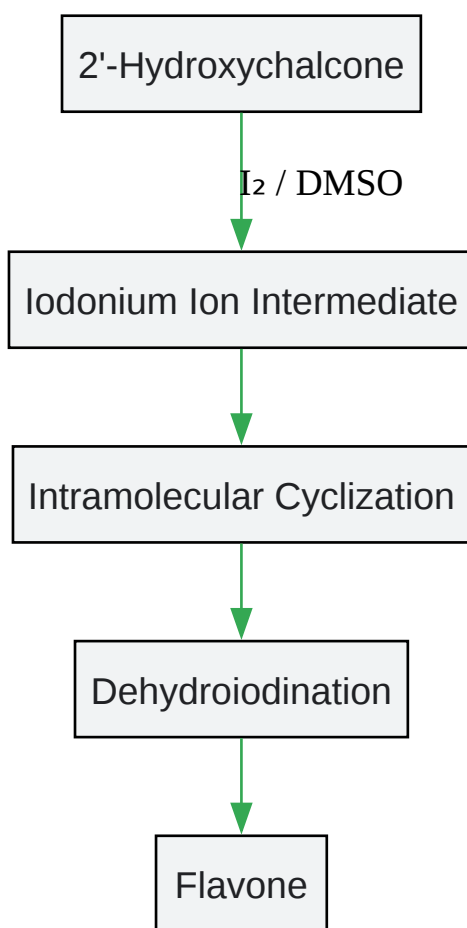 2'-Hydroxychalcone
I₂ / DMSO
Iodonium Ion Intermediate
Intramolecular Cyclization
Dehydroiodination
Flavone